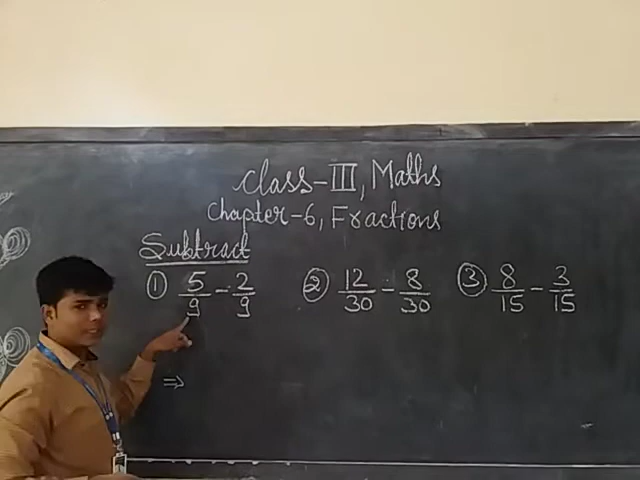 Class-III, Maths
Chapter-6, Fractions
Subtract
① 5/9 - 2/9 ② 12/30 - 8/30 ③ 8/15 - 3/15
⇒